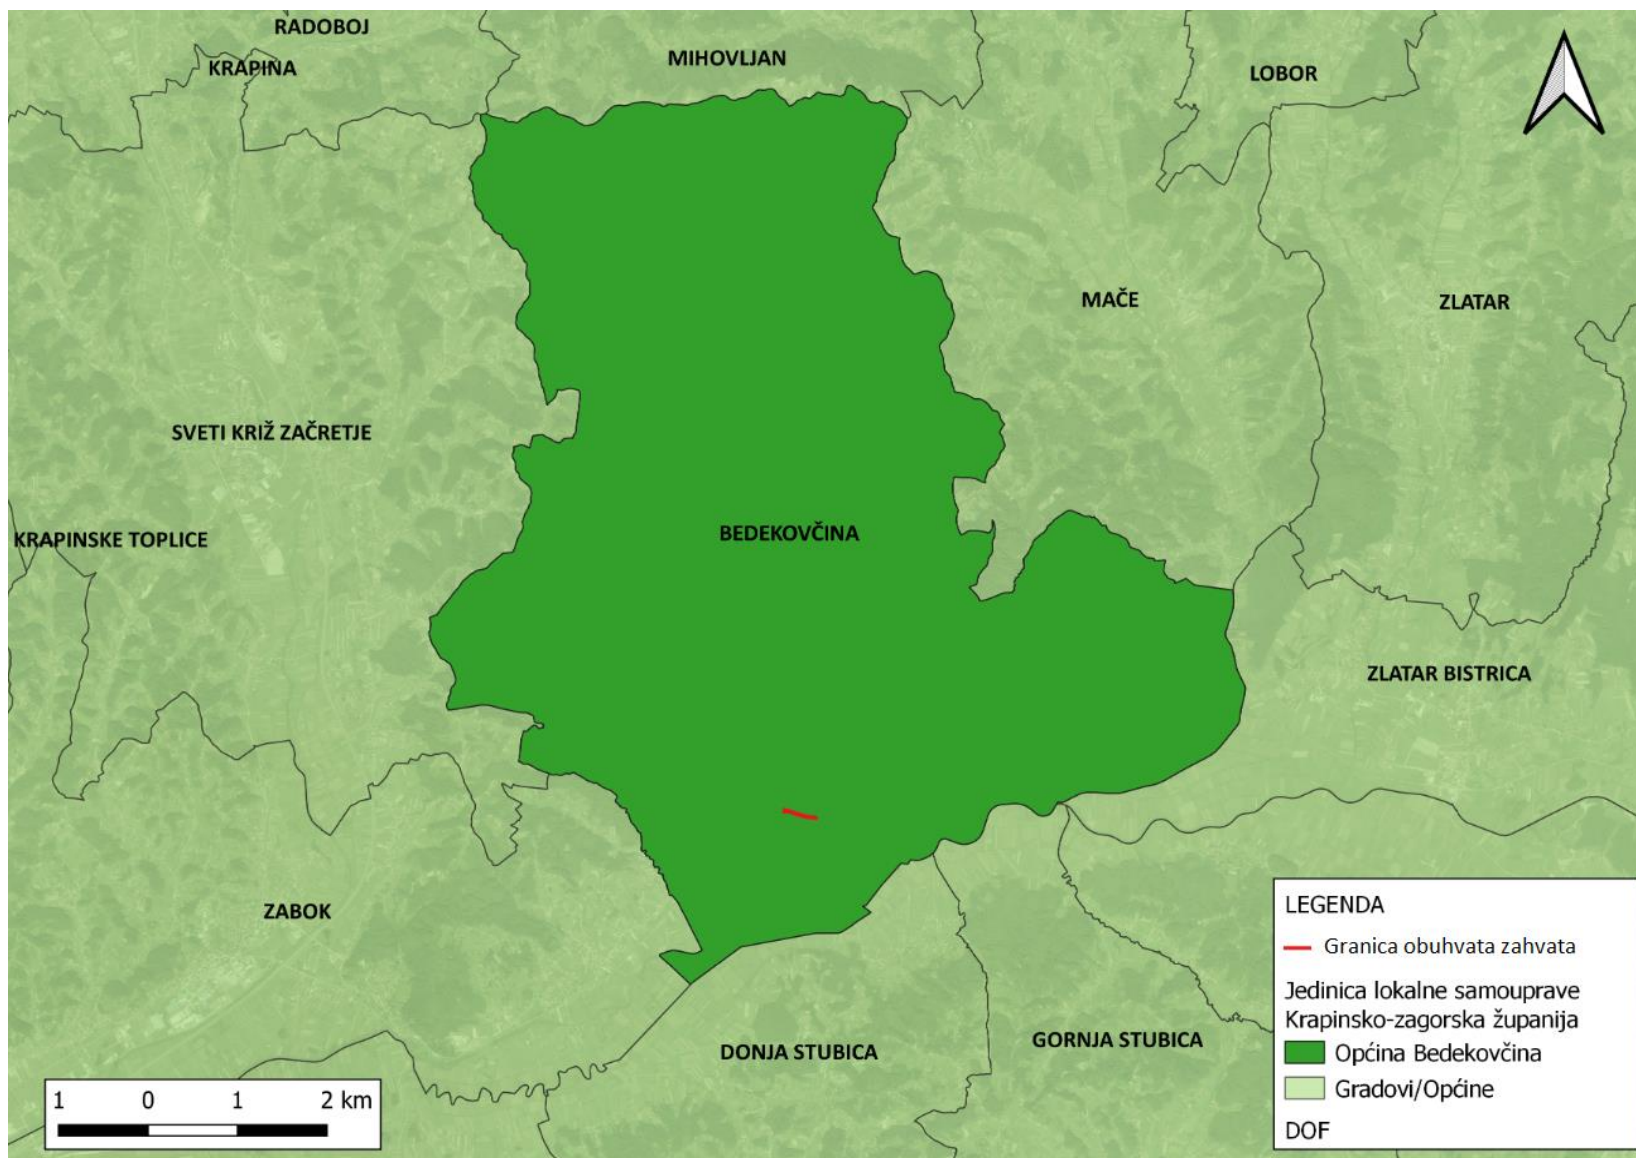 RADOBOJ
KRAPINA
MIHOVLJAN
LOBOR
MAČE
ZLATAR
SVETI KRIŽ ZAČRETJE
KRAPINSKE TOPLICE
BEDEKOVČINA
ZLATAR BISTRICA
ZABOK
DONJA STUBICA
GORNJA STUBICA
1 0 1 2 km
LEGENDA
Granica obuhvata zahvata
Jedinica lokalne samouprave
Krapinsko-zagorska županija
Općina Bedekovčina
Gradovi/Općine
DOF